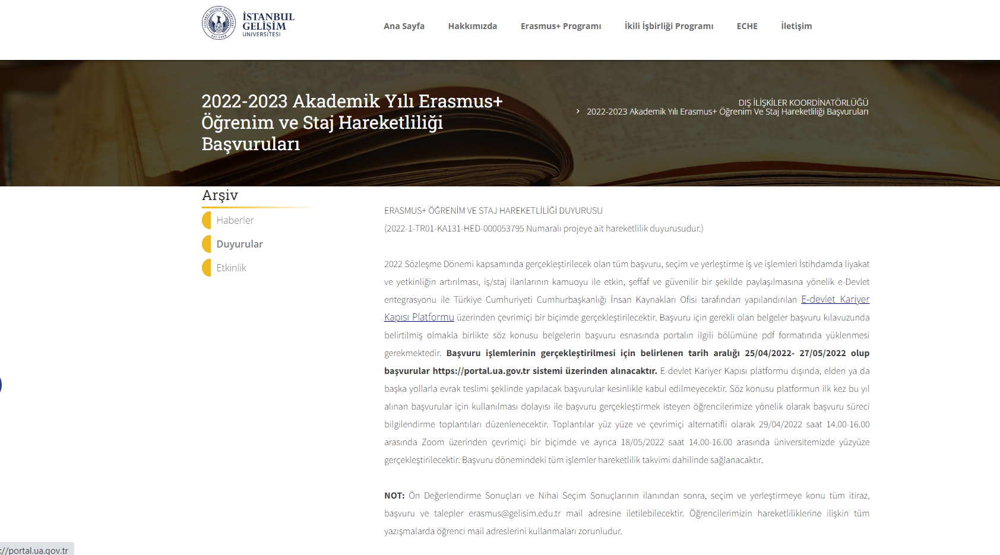 İSTANBUL
GELİŞİM
ÜNİVERSİTESİ
Ana Sayfa
Hakkımızda
Erasmus+ Programı
İkili İşbirliği Programı
ECHE
İletişim
2022-2023 Akademik Yılı Erasmus+
Öğrenim ve Staj Hareketliliği
Başvuruları
DIŞ İLİŞKİLER KOORDİNATÖRLÜĞÜ
› 2022-2023 Akademik Yılı Erasmus+ Öğrenim Ve Staj Hareketliliği Başvuruları
Arşiv
Haberler
Duyurular
Etkinlik
ERASMUS+ ÖĞRENİM VE STAJ HAREKETLİLİĞİ DUYURUSU
(2022-1-TR01-KA131-HED-000053795 Numaralı projeye ait hareketlilik duyurusudur.)
2022 Sözleşme Dönemi kapsamında gerçekleştirilecek olan tüm başvuru, seçim ve yerleştirme iş ve işlemleri İstihdamda liyakat
ve yetkinliğin artırılması, iş/staj ilanlarının kamuoyu ile etkin, şeffaf ve güvenilir bir şekilde paylaşılmasına yönelik e-Devlet
entegrasyonu ile Türkiye Cumhuriyeti Cumhurbaşkanlığı İnsan Kaynakları Ofisi tarafından yapılandırılan E-devlet Kariyer
Kapısı Platformu üzerinden çevrimiçi bir biçimde gerçekleştirilecektir. Başvuru için gerekli olan belgeler başvuru kılavuzunda
belirtilmiş olmakla birlikte söz konusu belgelerin başvuru esnasında portalın ilgili bölümüne pdf formatında yüklenmesi
gerekmektedir. Başvuru işlemlerinin gerçekleştirilmesi için belirlenen tarih aralığı 25/04/2022- 27/05/2022 olup
başvurular https://portal.ua.gov.tr sistemi üzerinden alınacaktır. E-devlet Kariyer Kapısı platformu dışında, elden ya da
başka yollarla evrak teslimi şeklinde yapılacak başvurular kesinlikle kabul edilmeyecektir. Söz konusu platformun ilk kez bu yıl
alınan başvurular için kullanılması dolayısı ile başvuru gerçekleştirmek isteyen öğrencilerimize yönelik olarak başvuru süreci
bilgilendirme toplantıları düzenlenecektir. Toplantılar yüz yüze ve çevrimiçi alternatifli olarak 29/04/2022 saat 14.00-16.00
arasında Zoom üzerinden çevrimiçi bir biçimde ve ayrıca 18/05/2022 saat 14.00-16.00 arasında üniversitemizde yüzyüze
gerçekleştirilecektir. Başvuru dönemindeki tüm işlemler hareketlilik takvimi dahilinde sağlanacaktır.
NOT: Ön Değerlendirme Sonuçları ve Nihai Seçim Sonuçlarının ilanından sonra, seçim ve yerleştirmeye konu tüm itiraz,
başvuru ve talepler erasmus@gelisim.edu.tr mail adresine iletilebilecektir. Öğrencilerimizin hareketliliklerine ilişkin tüm
yazışmalarda öğrenci mail adreslerini kullanmaları zorunludur.
://portal.ua.gov.tr